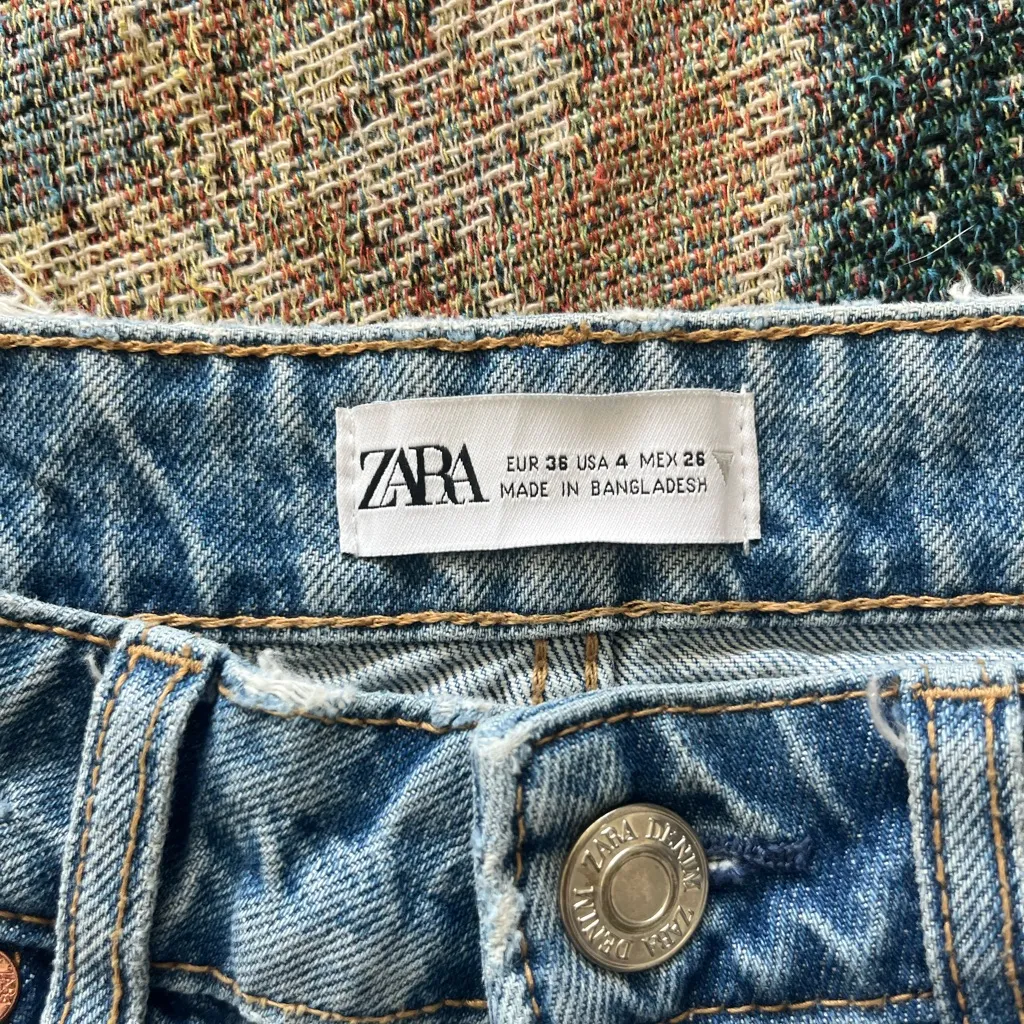 ZARA
EUR 36 USA 4 MEX 26
MADE IN BANGLADESH
ZARA DENIM ZARA DENIM